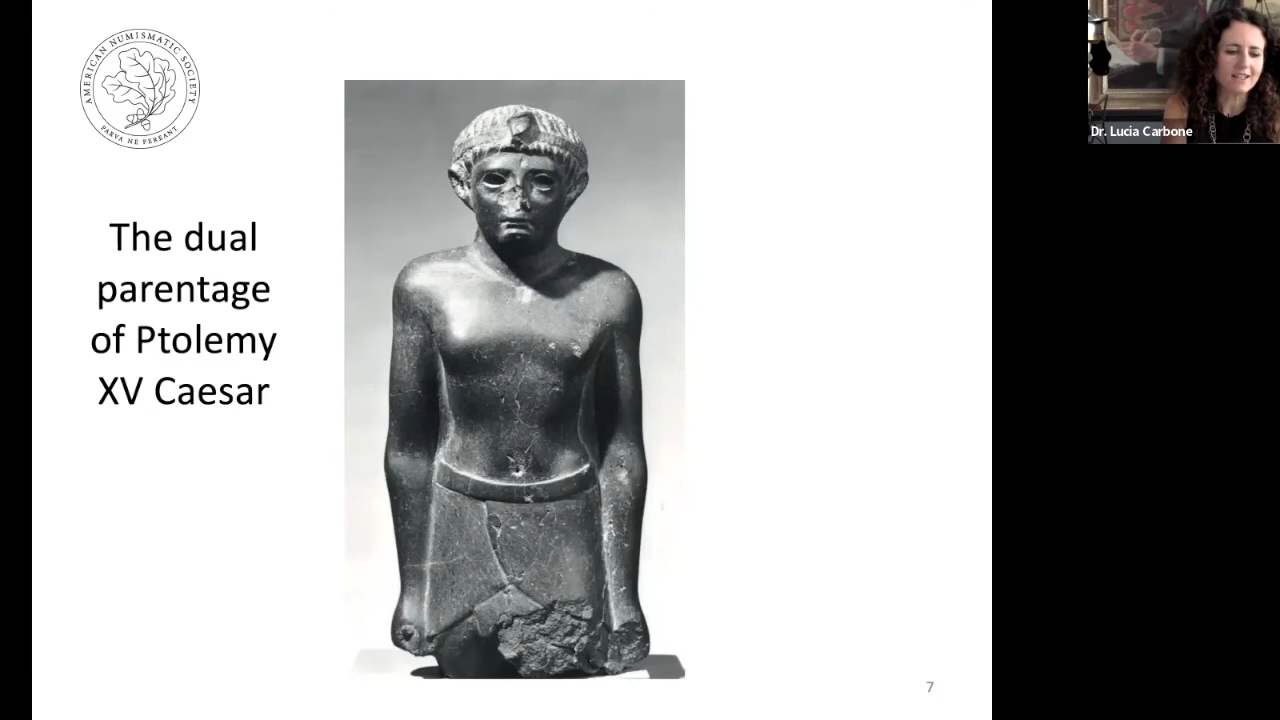 AMERICAN NUMISMATIC SOCIETY
PARVA NE PEREANT
The dual
parentage
of Ptolemy
XV Caesar
7
Dr. Lucia Carbone